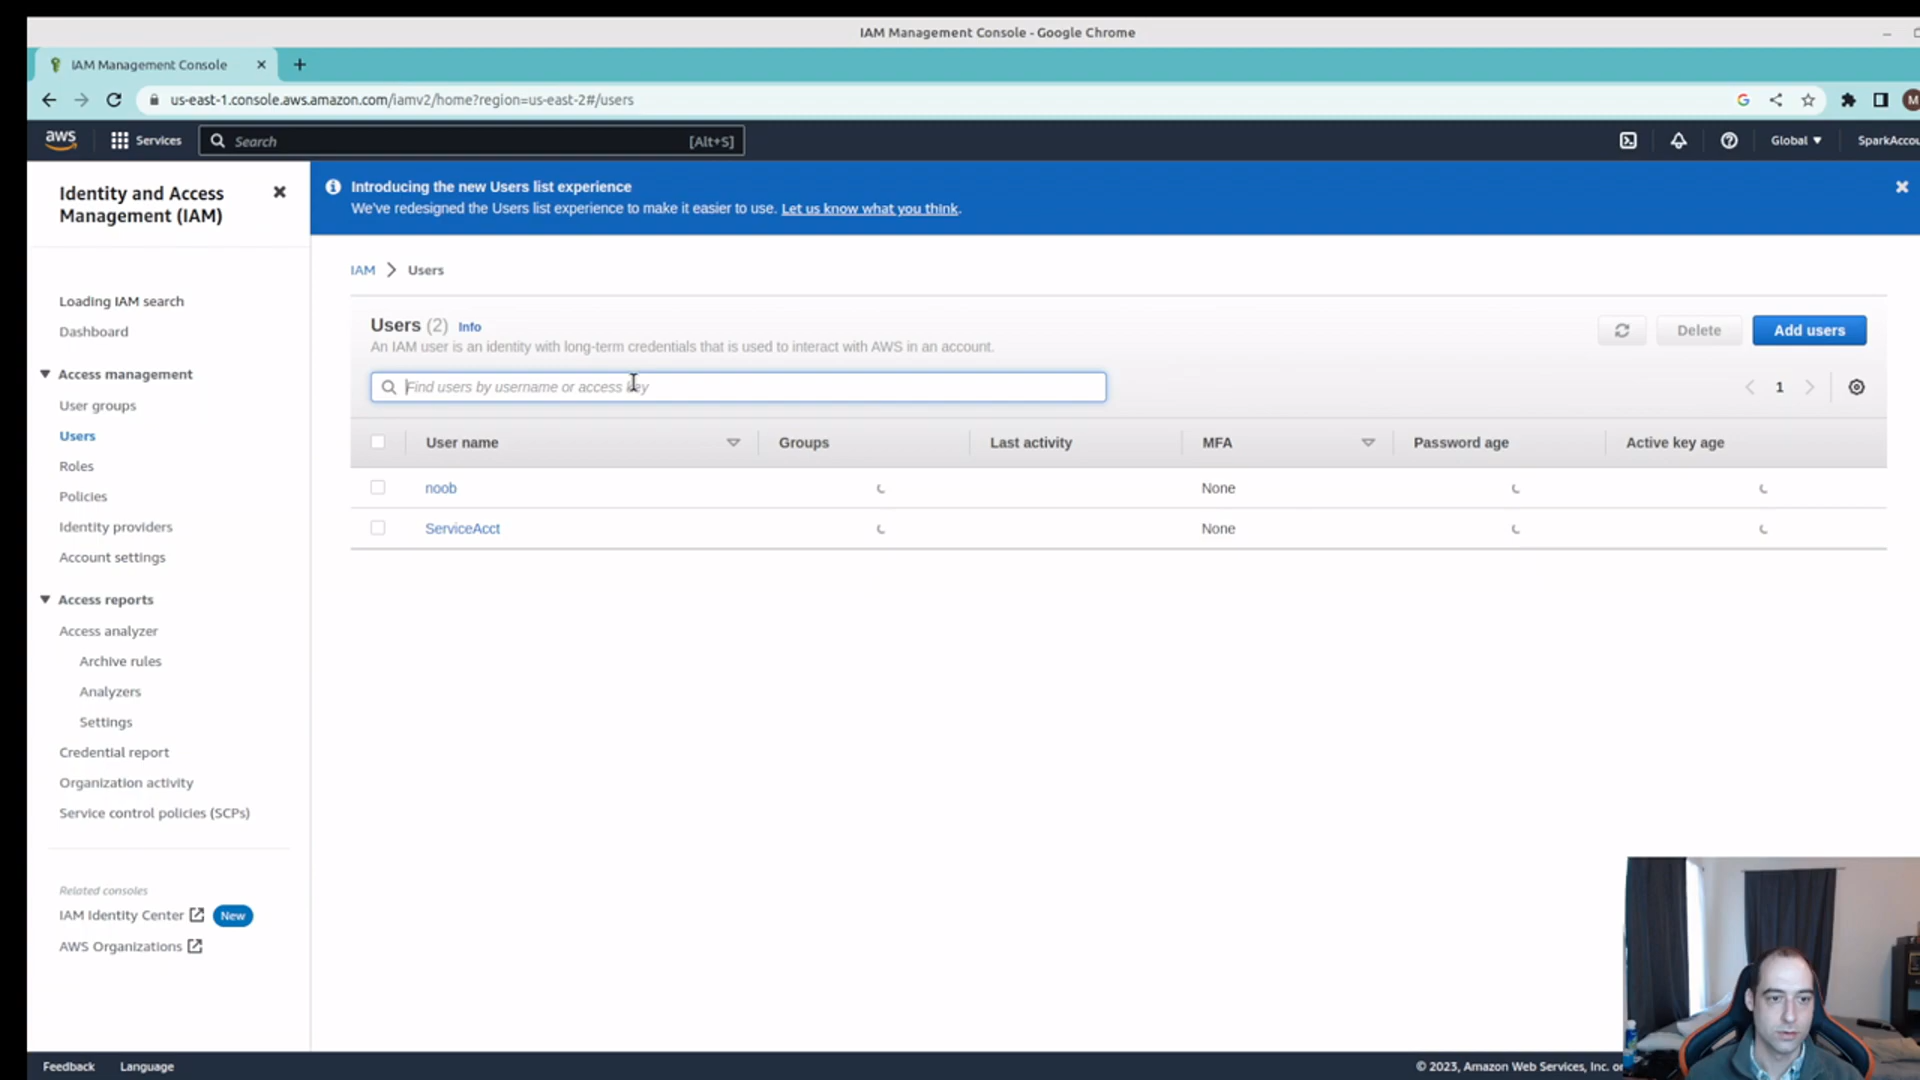 IAM Management Console - Google Chrome
IAM Management Console
us-east-1.console.aws.amazon.com/iamv2/home?region=us-east-2#/users
M
aws
Services
Search
[Alt+S]
Global
Identity and Access
Management (IAM)
Introducing the new Users list experience
We've redesigned the Users list experience to make it easier to use. Let us know what you think.
Loading IAM search
Dashboard
Access management
User groups
Users
Roles
Policies
Identity providers
Account settings
Access reports
Access analyzer
Archive rules
Analyzers
Settings
Credential report
Organization activity
Service control policies (SCPs)
Related consoles
IAM Identity Center New
AWS Organizations
IAM > Users
Users (2) Info
An IAM user is an identity with long-term credentials that is used to interact with AWS in an account.
Delete
Add users
Find users by username or access key
1
User name Groups Last activity MFA Password age Active key age
noob None
ServiceAcct None
Feedback Language
© 2023, Amazon Web Services, Inc.